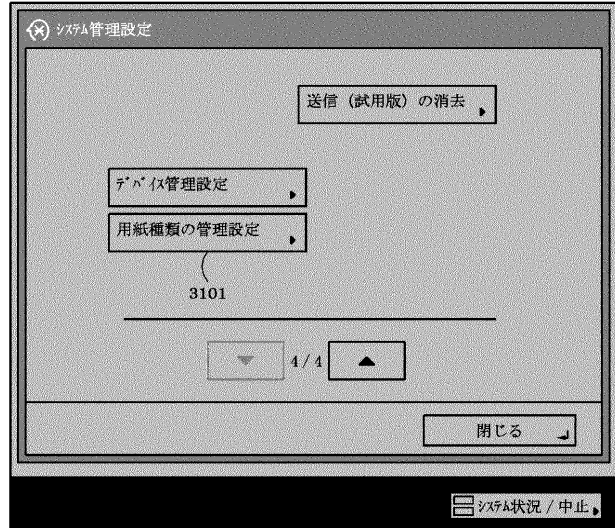 ｼｽﾃﾑ管理設定
送信（試用版）の消去
ﾃﾞﾊﾞｲｽ管理設定
用紙種類の管理設定
3101
4/4
閉じる
ｼｽﾃﾑ状況/中止